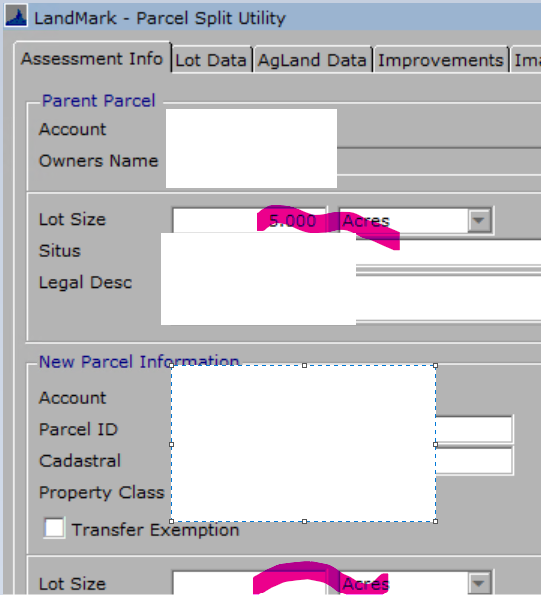 LandMark - Parcel Split Utility
Assessment Info Lot Data AgLand Data Improvements Ima
Parent Parcel
Account
Owners Name
Lot Size 5.000 Acres
Situs
Legal Desc
New Parcel Information
Account
Parcel ID
Cadastral
Property Class
Transfer Exemption
Lot Size Acres